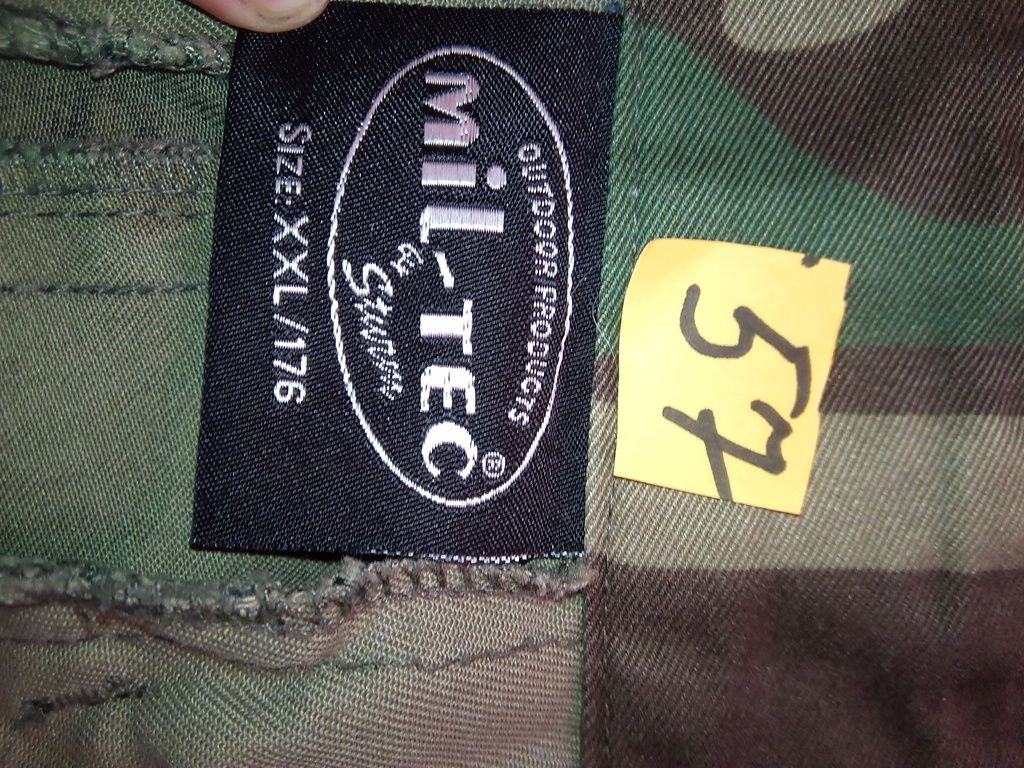 OUTDOOR PRODUCTS
MiL-TEC®
by Sturm
SIZE: XXL/176
57